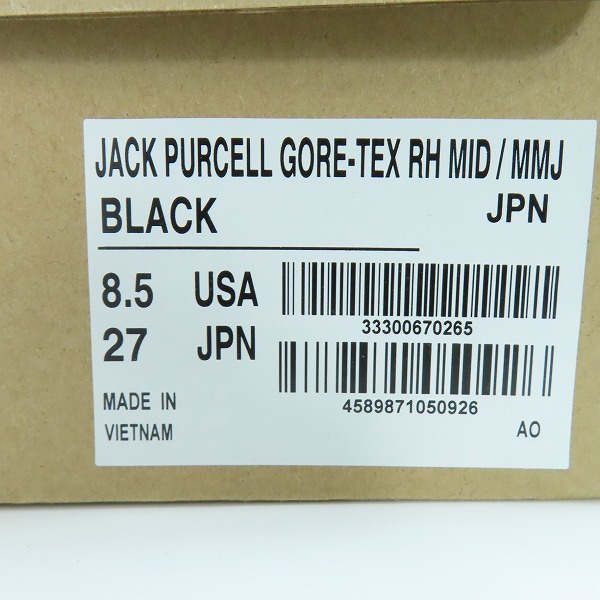 JACK PURCELL GORE-TEX RH MID / MMJ
BLACK JPN
8.5 USA
33300670265
27 JPN
4589871050926
MADE IN
VIETNAM
AO